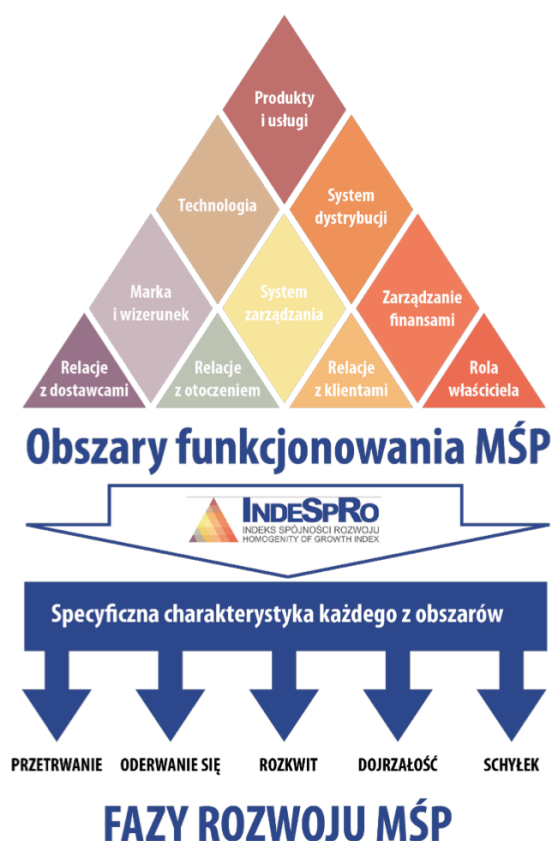 Produkty
i usługi
Technologia
System
dystrybucji
Marka
i wizerunek
System
zarządzania
Zarządzanie
finansami
Relacje
z dostawcami
Relacje
z otoczeniem
Relacje
z klientami
Rola
właściciela
Obszary funkcjonowania MŚP
INDESPRO
INDEKS SPÓJNOŚCI ROZWOJU
HOMOGENITY OF GROWTH INDEX
Specyficzna charakterystyka każdego z obszarów
PRZETRWANIE ODERWANIE SIĘ ROZKWIT DOJRZAŁOŚĆ SCHYŁEK
FAZY ROZWOJU MŚP